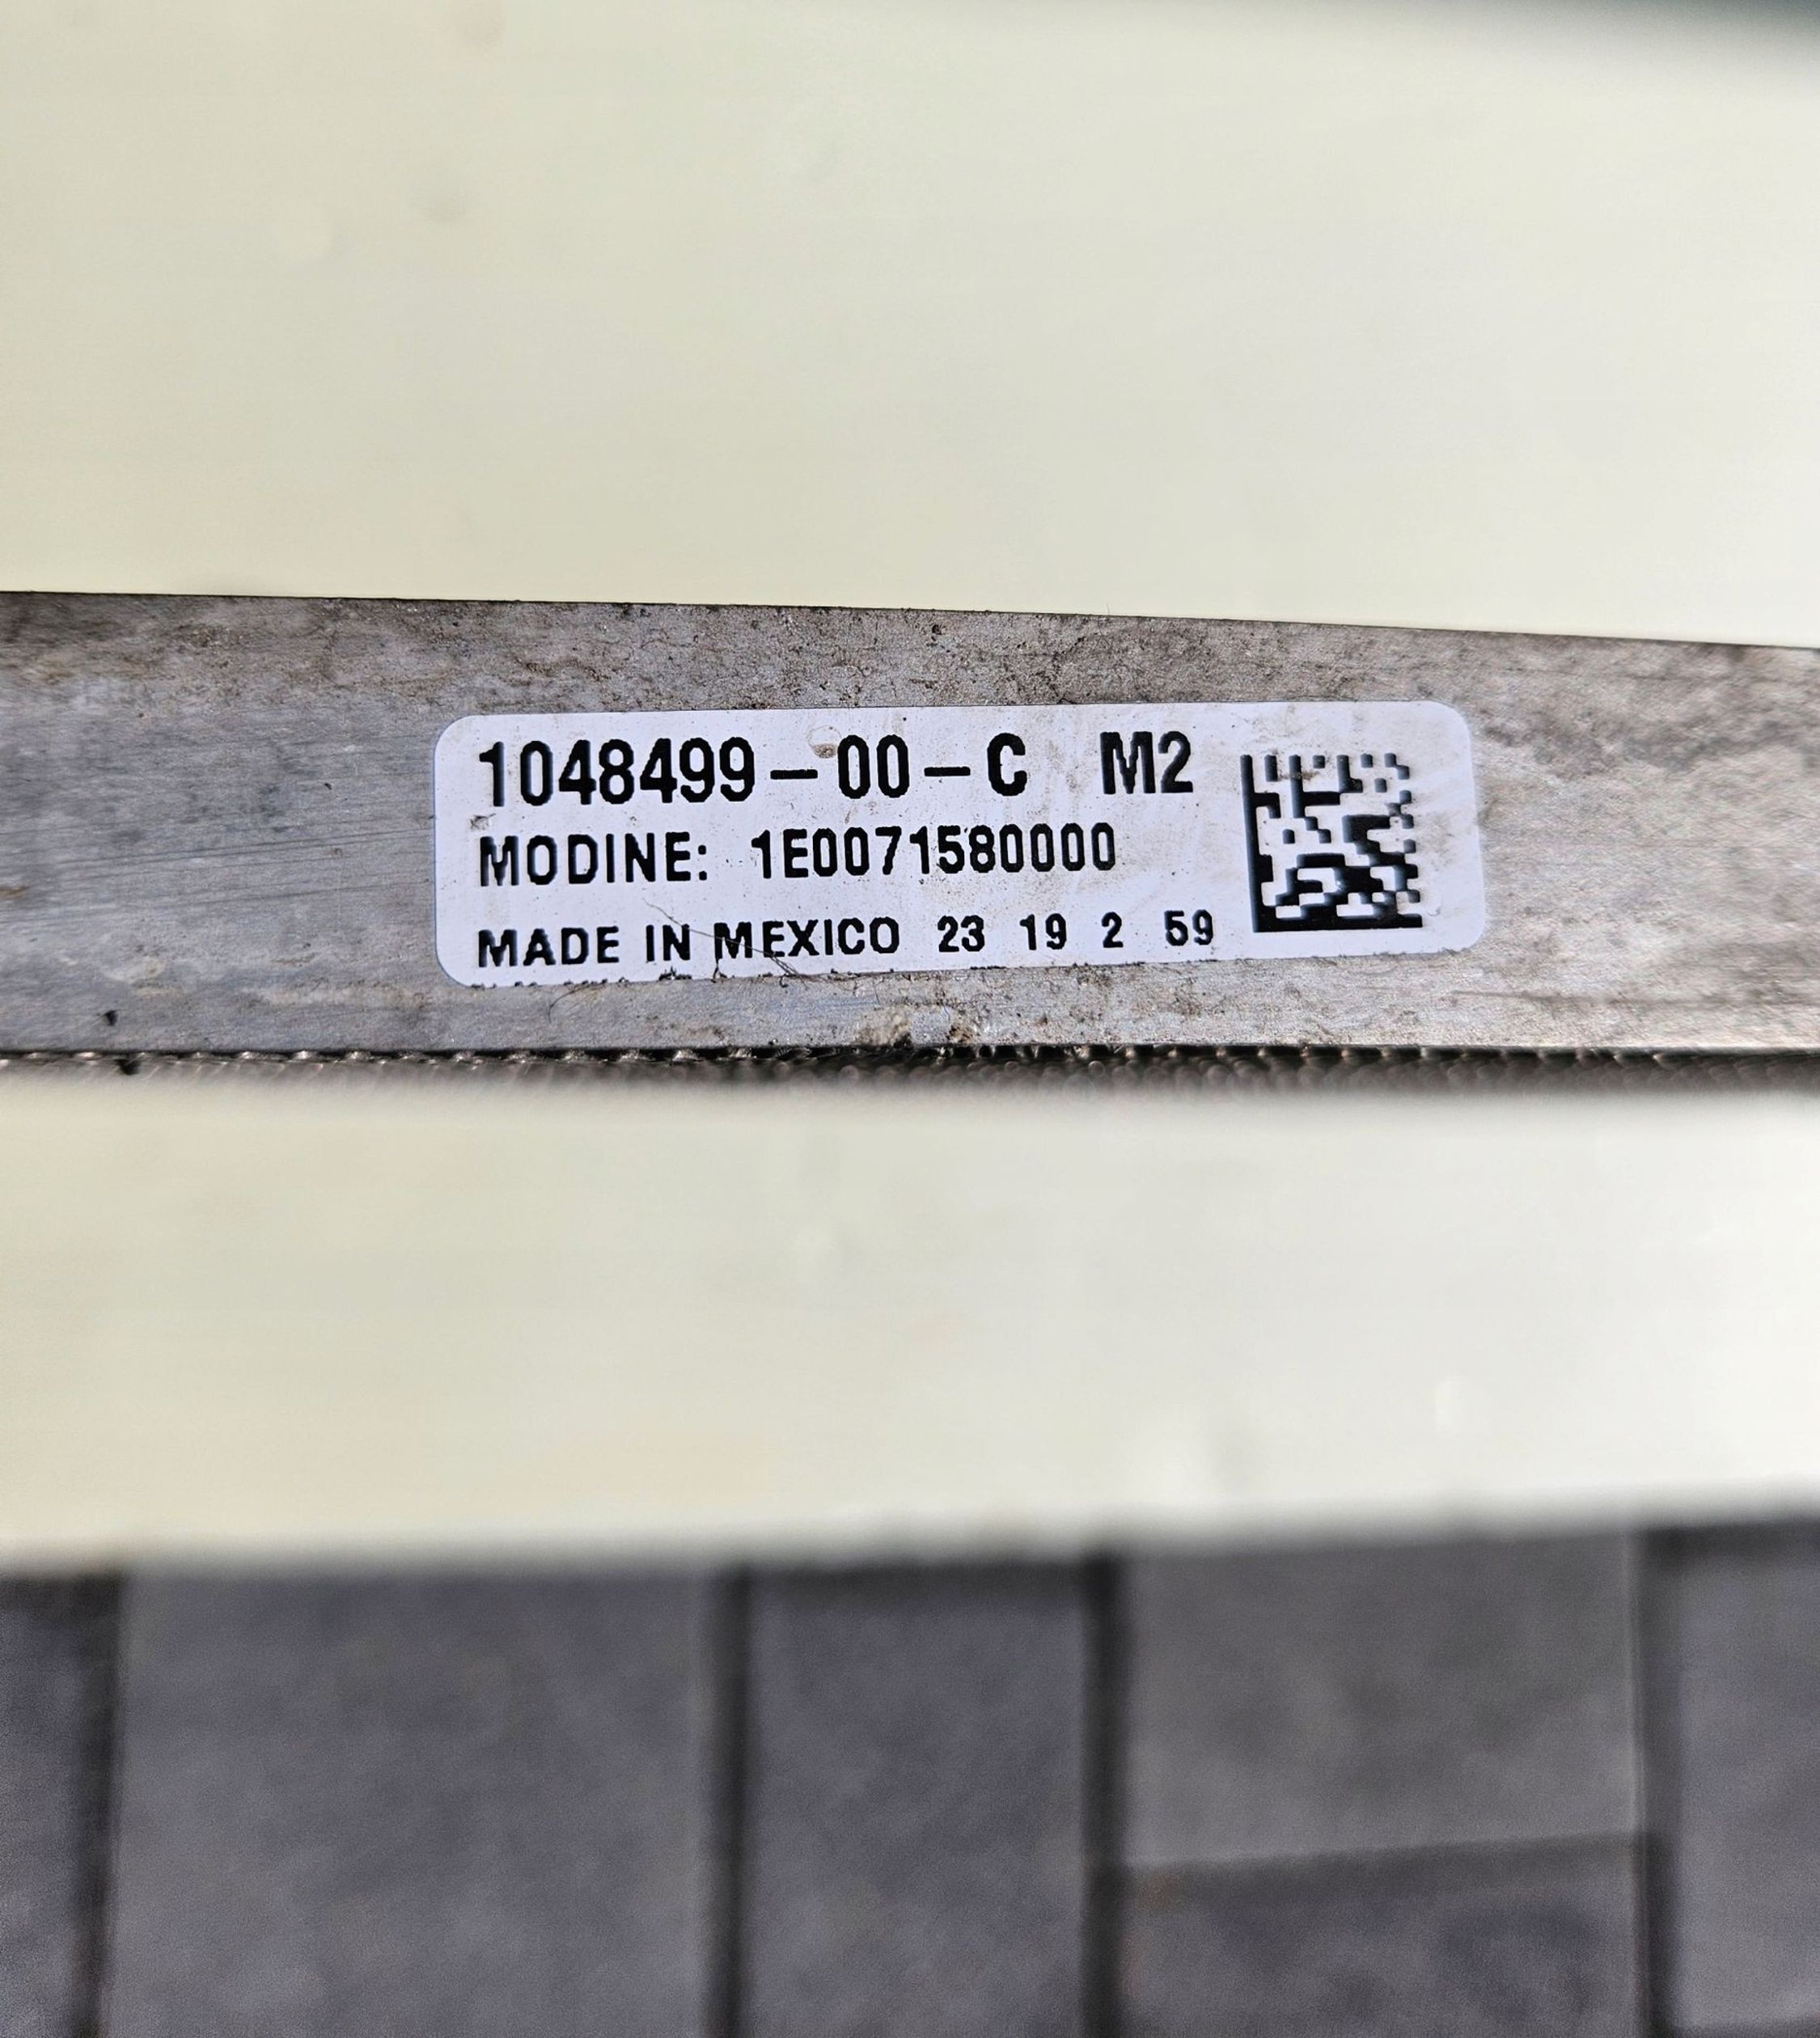 1048499-00-C M2
MODINE: 1E0071580000
MADE IN MEXICO 23 19 2 59